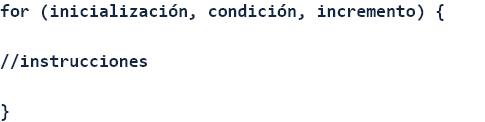 for (inicialización, condición, incremento) {
//instrucciones
}